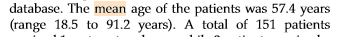 database. The mean age of the patients was 57.4 years
(range 18.5 to 91.2 years). A total of 151 patients